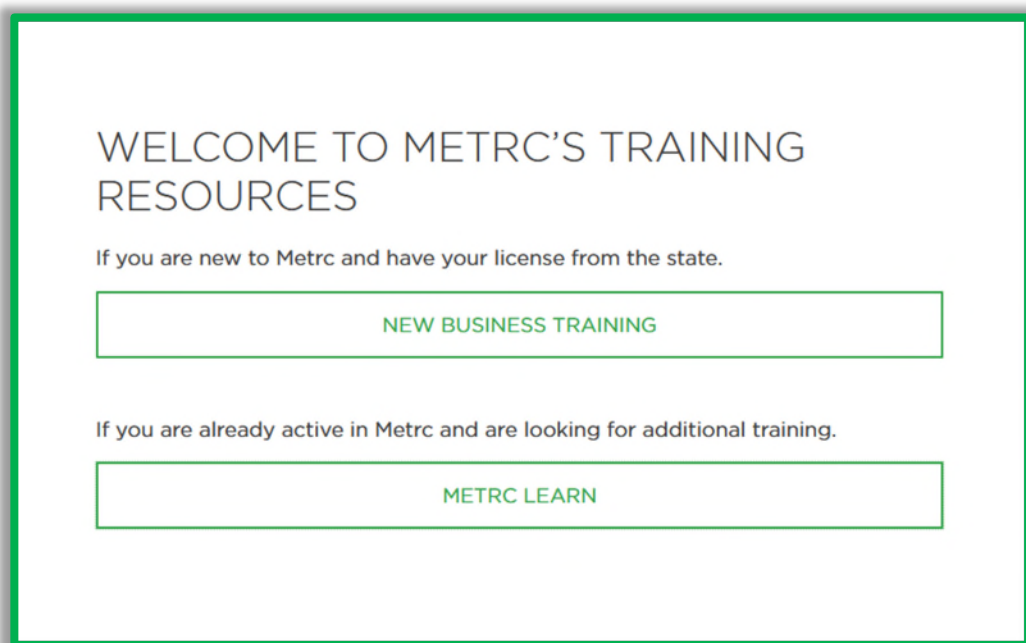 WELCOME TO METRC’S TRAINING
RESOURCES
If you are new to Metrc and have your license from the state.
NEW BUSINESS TRAINING
If you are already active in Metrc and are looking for additional training.
METRC LEARN